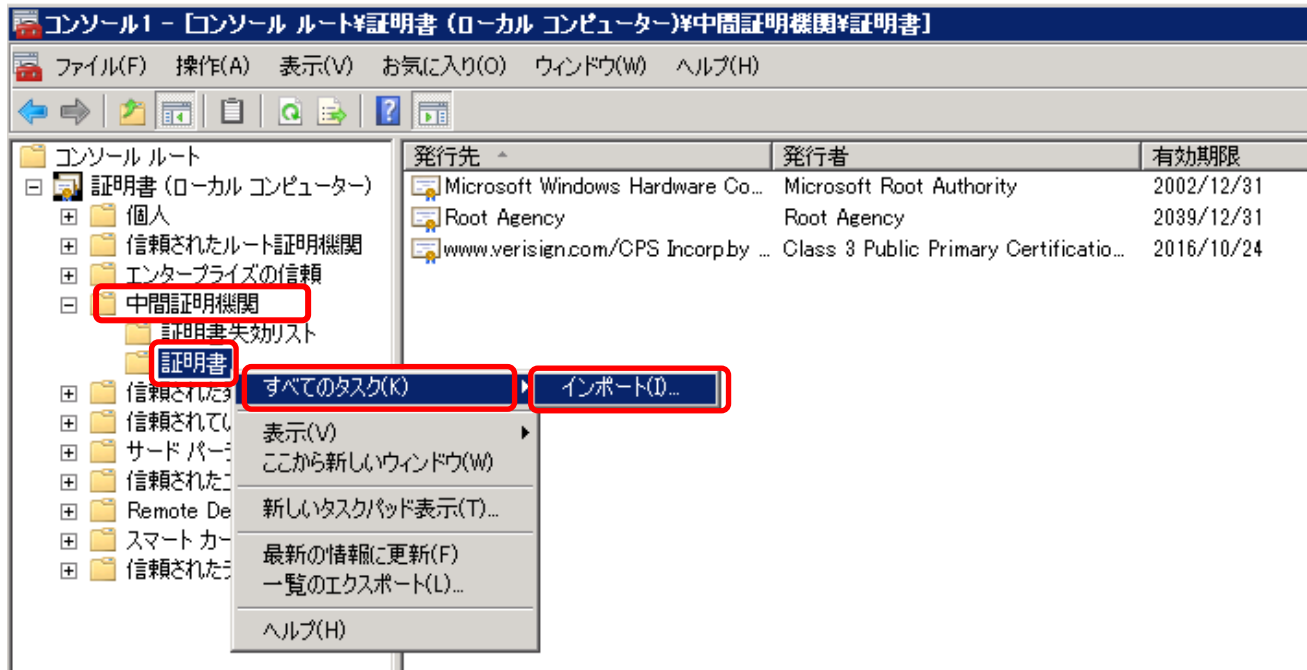 コンソール1 - [コンソール ルート¥証明書 (ローカル コンピューター)¥中間証明機関¥証明書]
ファイル(F) 操作(A) 表示(V) お気に入り(O) ウィンドウ(W) ヘルプ(H)
コンソール ルート
証明書 (ローカル コンピューター)
個人
信頼されたルート証明機関
エンタープライズの信頼
中間証明機関
証明書失効リスト
証明書
信頼された
信頼されてい
サード パーテ
信頼された
Remote De
スマート カー
信頼された
発行先 発行者 有効期限
Microsoft Windows Hardware Co... Microsoft Root Authority 2002/12/31
Root Agency Root Agency 2039/12/31
www.verisign.com/CPS Incorp.by ... Class 3 Public Primary Certificatio... 2016/10/24
すべてのタスク(K)
インポート(I)...
表示(V)
ここから新しいウィンドウ(W)
新しいタスクパッド表示(T)...
最新の情報に更新(F)
一覧のエクスポート(L)...
ヘルプ(H)